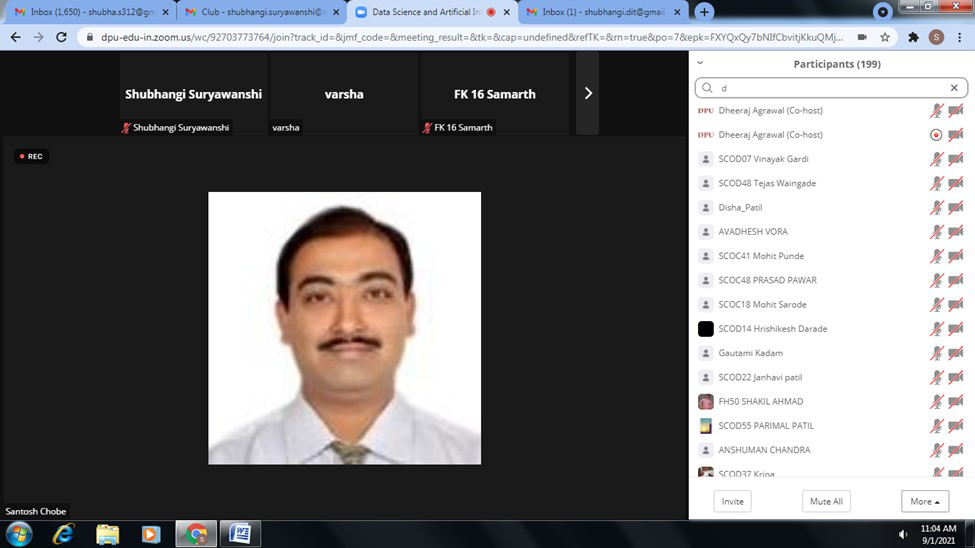 Inbox (1,650) - shubha.s312@gm
Club - shubhangi.suryawanshi@
Data Science and Artificial In
Inbox (1) - shubhangi.dit@gmail
dpu-edu-in.zoom.us/wc/92703773764/join?track_id=&jmf_code=&meeting_result=&tk=&cap=undefined&refTK=&rn=true&po=7&epk=FXYQxQy7bNIfCbvitjKkuQMj...
S
Shubhangi Suryawanshi
varsha
FK 16 Samarth
Shubhangi Suryawanshi
varsha
FK 16 Samarth
REC
Santosh Chobe
Participants (199)
d
DPU Dheeraj Agrawal (Co-host)
DPU Dheeraj Agrawal (Co-host)
SCOD07 Vinayak Gardi
SCOD48 Tejas Waingade
Disha_Patil
AVADHESH VORA
SCOC41 Mohit Punde
SCOC48 PRASAD PAWAR
SCOC18 Mohit Sarode
SCOD14 Hrishikesh Darade
Gautami Kadam
SCOD22 Janhavi patil
FH50 SHAKIL AHMAD
SCOD55 PARIMAL PATIL
ANSHUMAN CHANDRA
SCOD37 Kripa
Invite
Mute All
More
11:04 AM
9/1/2021